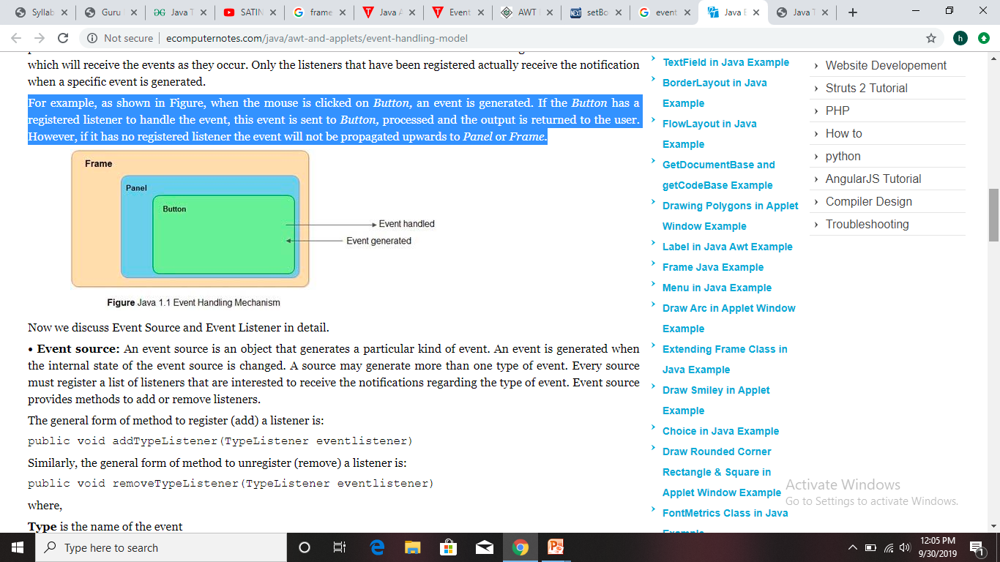 Syllab
Guru
Java T
SATIN
frame
Java A
Event
AWT
setBo
event
Java E
Java T
Not secure
ecomputernotes.com/java/awt-and-applets/event-handling-model
h
which will receive the events as they occur. Only the listeners that have been registered actually receive the notification
when a specific event is generated.
For example, as shown in Figure, when the mouse is clicked on Button, an event is generated. If the Button has a
registered listener to handle the event, this event is sent to Button, processed and the output is returned to the user.
However, if it has no registered listener the event will not be propagated upwards to Panel or Frame.
Frame
Panel
Button
Event handled
Event generated
Figure Java 1.1 Event Handling Mechanism
Now we discuss Event Source and Event Listener in detail.
• Event source: An event source is an object that generates a particular kind of event. An event is generated when
the internal state of the event source is changed. A source may generate more than one type of event. Every source
must register a list of listeners that are interested to receive the notifications regarding the type of event. Event source
provides methods to add or remove listeners.
The general form of method to register (add) a listener is:
public void addTypeListener(TypeListener eventlistener)
Similarly, the general form of method to unregister (remove) a listener is:
public void removeTypeListener(TypeListener eventlistener)
where,
Type is the name of the event
TextField in Java Example
BorderLayout in Java
Example
FlowLayout in Java
Example
GetDocumentBase and
getCodeBase Example
Drawing Polygons in Applet
Window Example
Label in Java Awt Example
Frame Java Example
Menu in Java Example
Draw Arc in Applet Window
Example
Extending Frame Class in
Java Example
Draw Smiley in Applet
Example
Choice in Java Example
Draw Rounded Corner
Rectangle & Square in
Applet Window Example
FontMetrics Class in Java
Website Developement
Struts 2 Tutorial
PHP
How to
python
AngularJS Tutorial
Compiler Design
Troubleshooting
Activate Windows
Go to Settings to activate Windows.
Type here to search
12:05 PM
9/30/2019
1